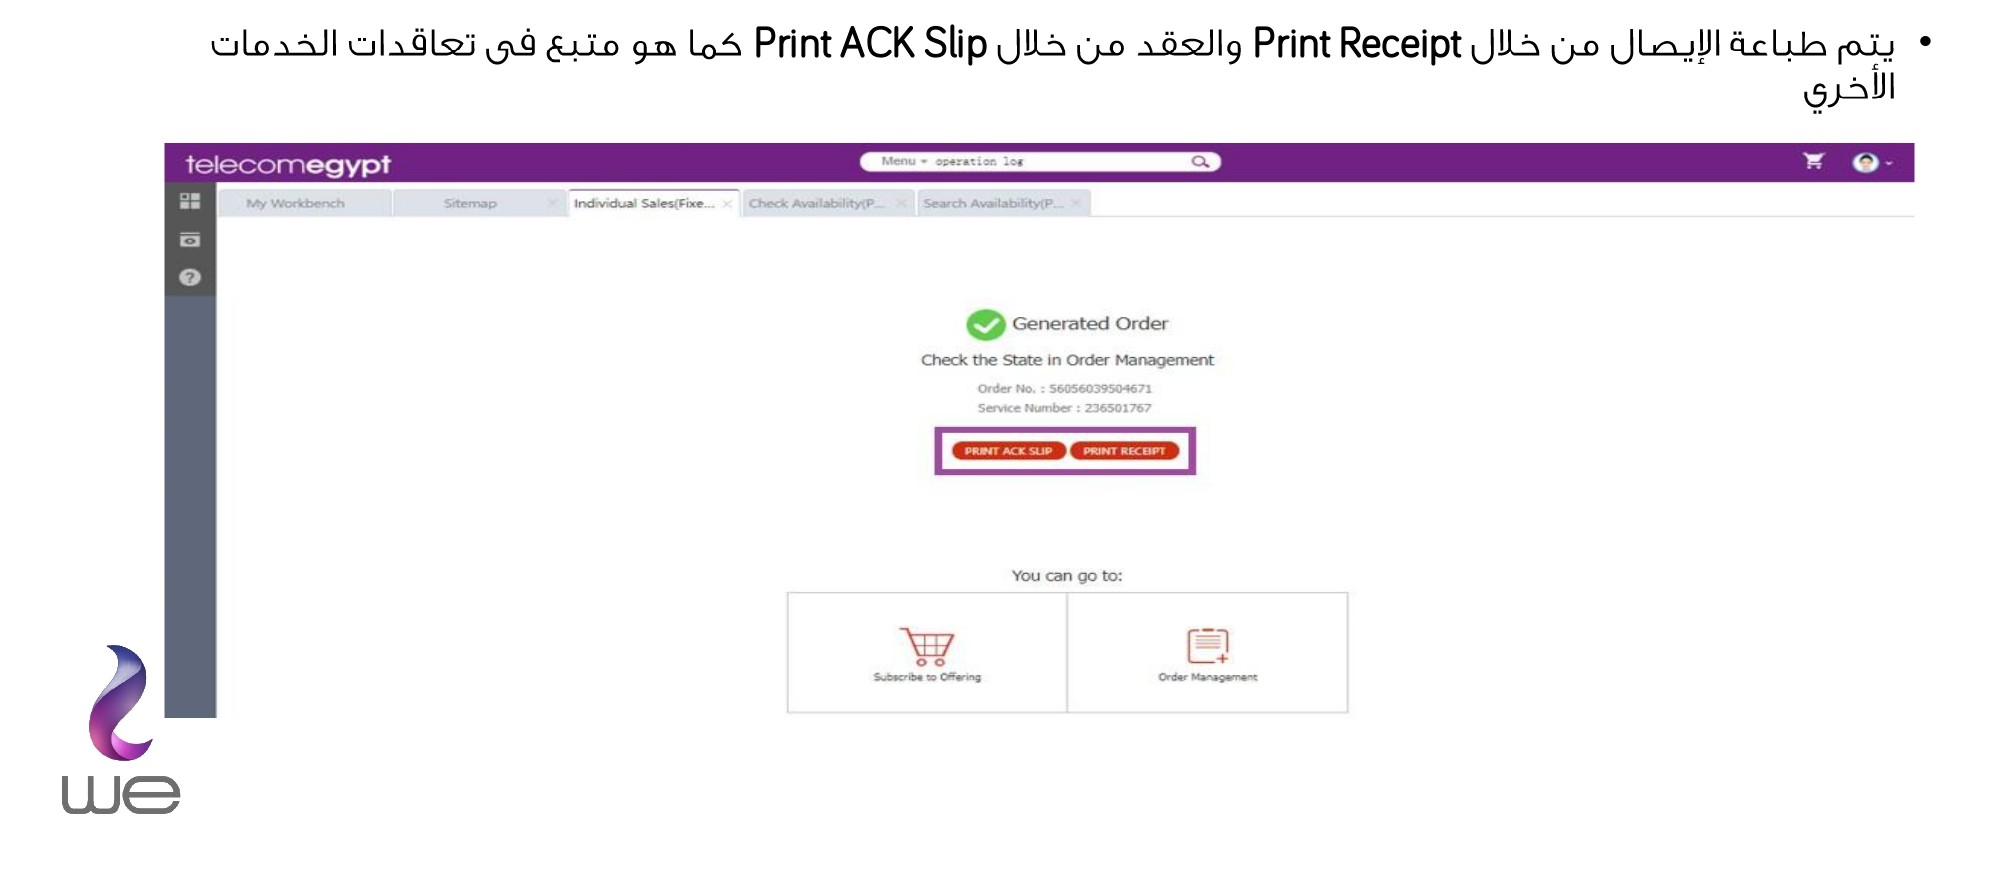 • يتم طباعة الإيصال من خلال Print Receipt والعقد من خلال Print ACK Slip كما هو متبع فى تعاقدات الخدمات
الأخري
telecomegypt
Menu operation log
My Workbench
Sitemap
Individual Sales(Fixe...
Check Availability(P...
Search Availability(P...
Generated Order
Check the State in Order Management
Order No. : 56056039504671
Service Number : 236501767
PRINT ACK SLIP PRINT RECEIPT
You can go to:
Subscribe to Offering
Order Management
we